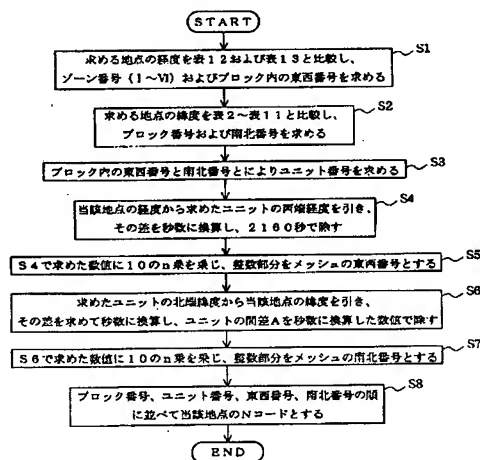 START
S1
求める地点の経度を表12および表13と比較し、
ゾーン番号(I~VI)およびブロック内の東西番号を求める
S2
求める地点の緯度を表2~表11と比較し、
ブロック番号および南北番号を求める
S3
ブロック内の東西番号と南北番号とによりユニット番号を求める
S4
当該地点の経度から求めたユニットの西端経度を引き、
その差を秒数に換算し、2160秒で除す
S5
S4で求めた数値に10のn乗を乗じ、整数部分をメッシュの東西番号とする
S6
求めたユニットの北端緯度から当該地点の緯度を引き、
その差を求めて秒数に換算し、ユニットの間差Aを秒数に換算した数値で除す
S7
S6で求めた数値に10のn乗を乗じ、整数部分をメッシュの南北番号とする
S8
ブロック番号、ユニット番号、東西番号、南北番号の順
に並べて当該地点のNコードとする
END